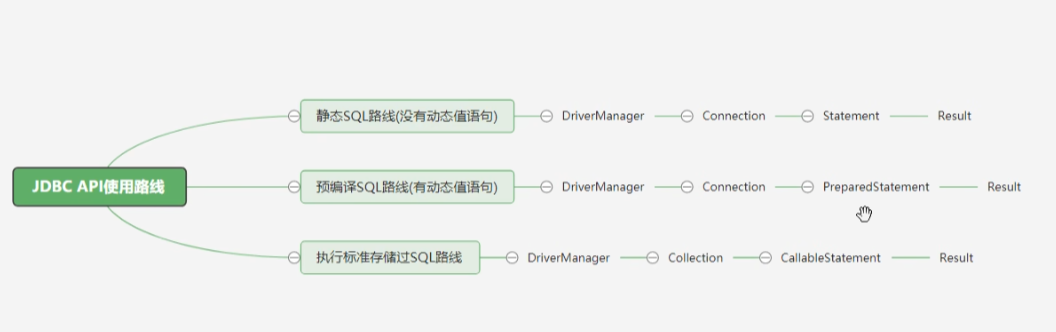 JDBC API使用路线
静态SQL路线(没有动态值语句) DriverManager Connection Statement Result
预编译SQL路线(有动态值语句) DriverManager Connection PreparedStatement Result
执行标准存储过SQL路线 DriverManager Collection CallableStatement Result